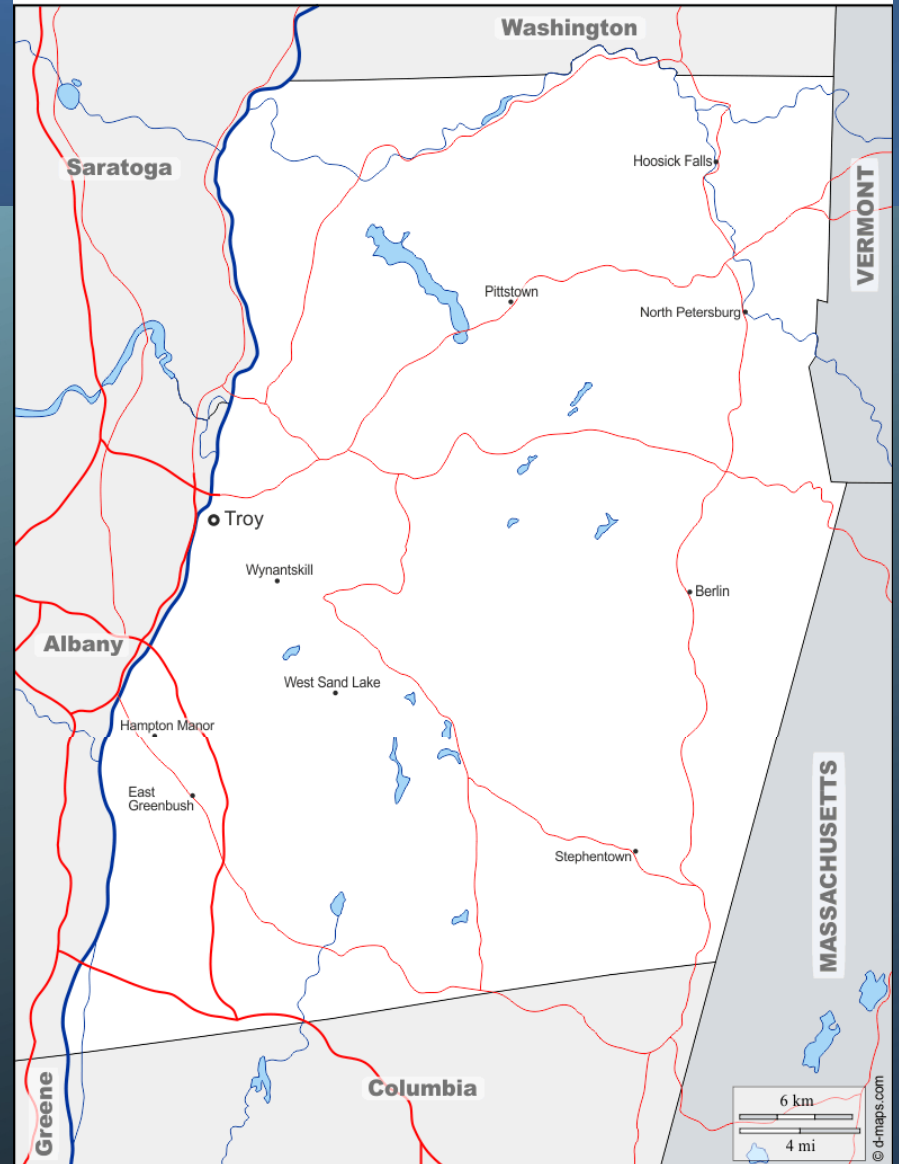 Washington
Saratoga
Hoosick Falls
VERMONT
Pittstown
North Petersburg
Troy
Wynantskill
Berlin
Albany
West Sand Lake
Hampton Manor
East
Greenbush
MASSACHUSETTS
Stephentown
Greene
Columbia
6 km
4 mi
© d-maps.com